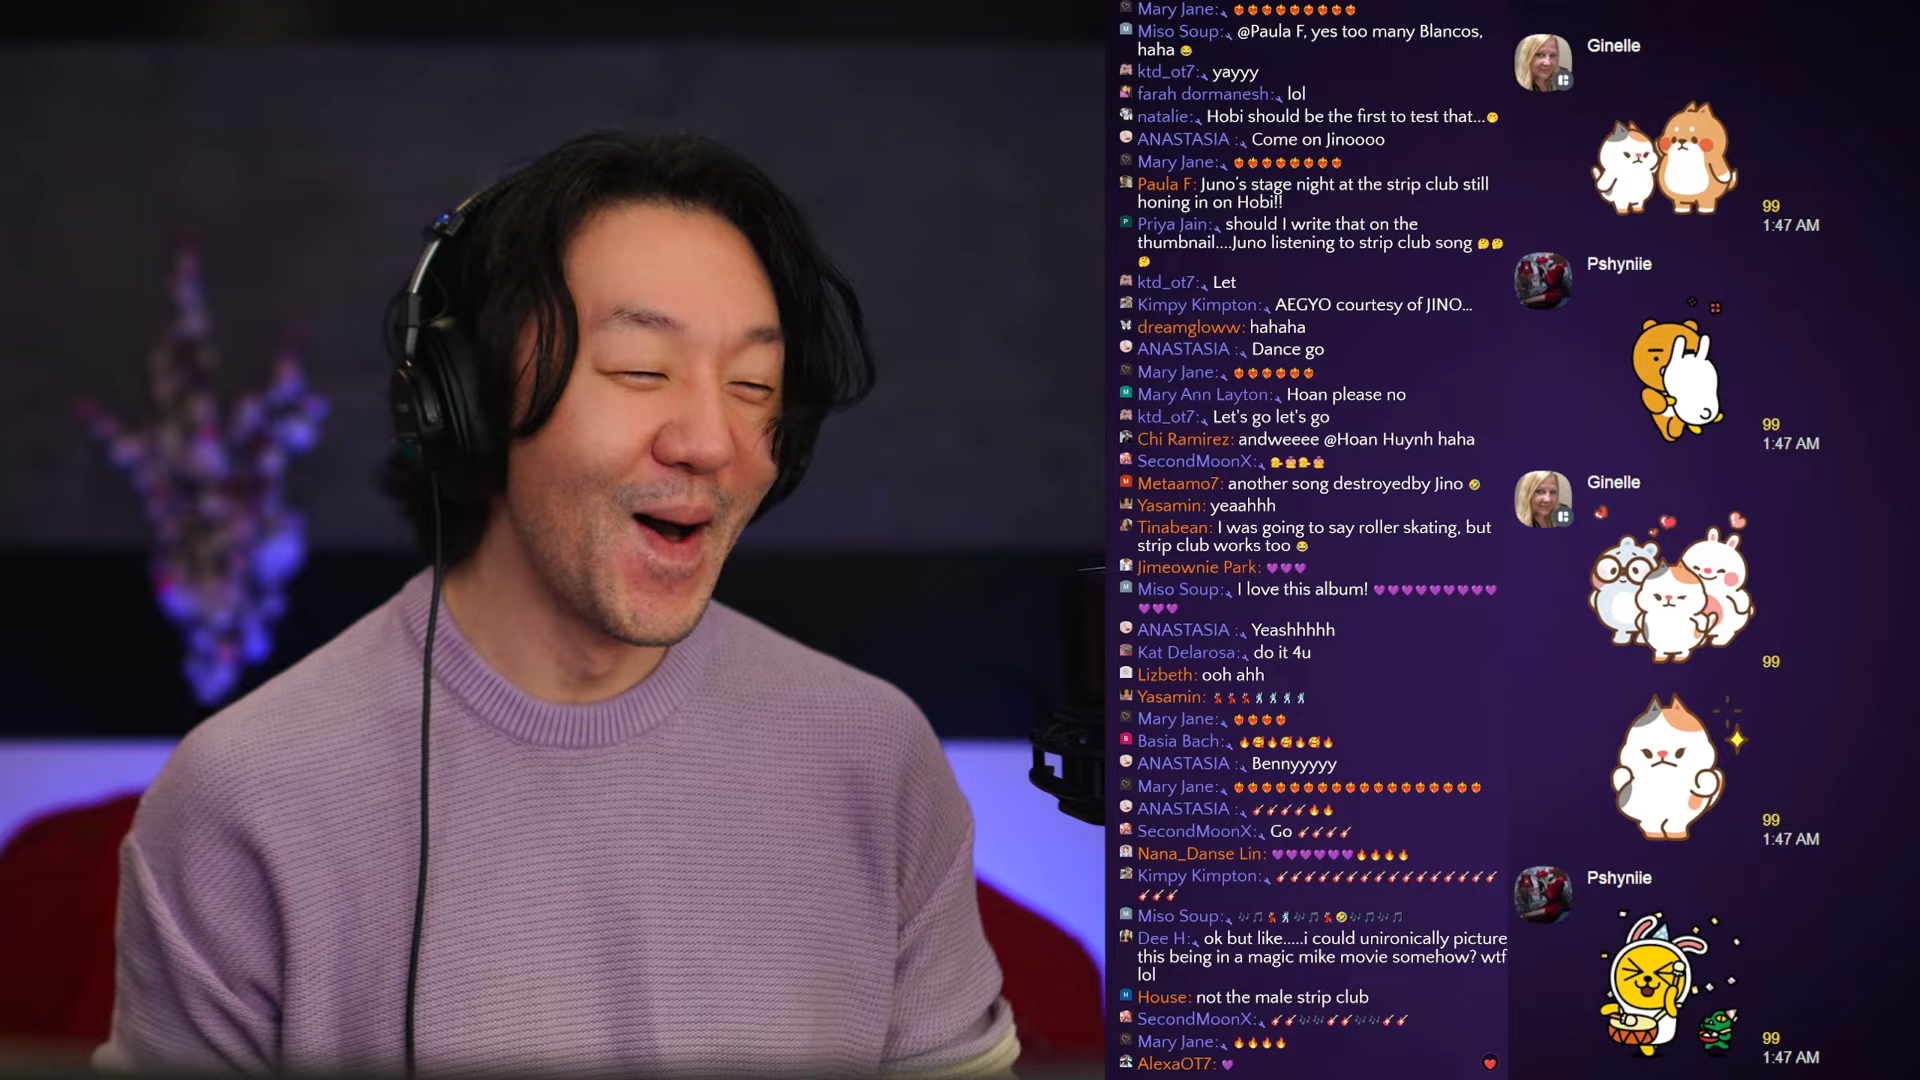 Mary Jane:
Miso Soup: @Paula F, yes too many Blancos,
haha 😂
ktd_ot7: yayyy
farah dormanesh: lol
natalie: Hobi should be the first to test that...🤭
ANASTASIA : Come on Jinoooo
Mary Jane:
Paula F: Juno's stage night at the strip club still
honing in on Hobi!!
Priya Jain: should I write that on the
thumbnail....Juno listening to strip club song 🤔🤔
🤔
ktd_ot7: Let
Kimpy Kimpton: AEGYO courtesy of JINO...
dreamgloww: hahaha
ANASTASIA : Dance go
Mary Jane:
Mary Ann Layton: Hoan please no
ktd_ot7: Let's go let's go
Chi Ramirez: andweeee @Hoan Huynh haha
SecondMoonX:
Metaamo7: another song destroyedby Jino 🤣
Yasamin: yeaahhh
Tinabean: I was going to say roller skating, but
strip club works too 😂
Jimeownie Park: 💜💜💜
Miso Soup: I love this album! 💜💜💜💜💜💜💜💜💜
💜💜💜
ANASTASIA : Yeashhhhh
Kat Delarosa: do it 4u
Lizbeth: ooh ahh
Yasamin:
Mary Jane:
Basia Bach: 🔥🥰🔥🥰🔥🥰🔥
ANASTASIA : Bennyyyyy
Mary Jane:
ANASTASIA : 🎸🎸🎸🎸🔥🔥
SecondMoonX: Go 🎸🎸🎸🎸
Nana_Danse Lin: 💜💜💜💜💜💜🔥🔥🔥🔥
Kimpy Kimpton: 🎸🎸🎸🎸🎸🎸🎸🎸🎸🎸🎸🎸🎸🎸🎸🎸
🎸🎸🎸
Miso Soup:
Dee H: ok but like.....i could unironically picture
this being in a magic mike movie somehow? wtf
lol
House: not the male strip club
SecondMoonX: 🎸🎸🎶🎶🎸🎸🎶🎶🎸🎸
Mary Jane: 🔥🔥🔥🔥
AlexaOT7: 💜
Ginelle
99
1:47 AM
Pshyniie
99
1:47 AM
Ginelle
99
99
1:47 AM
Pshyniie
99
1:47 AM